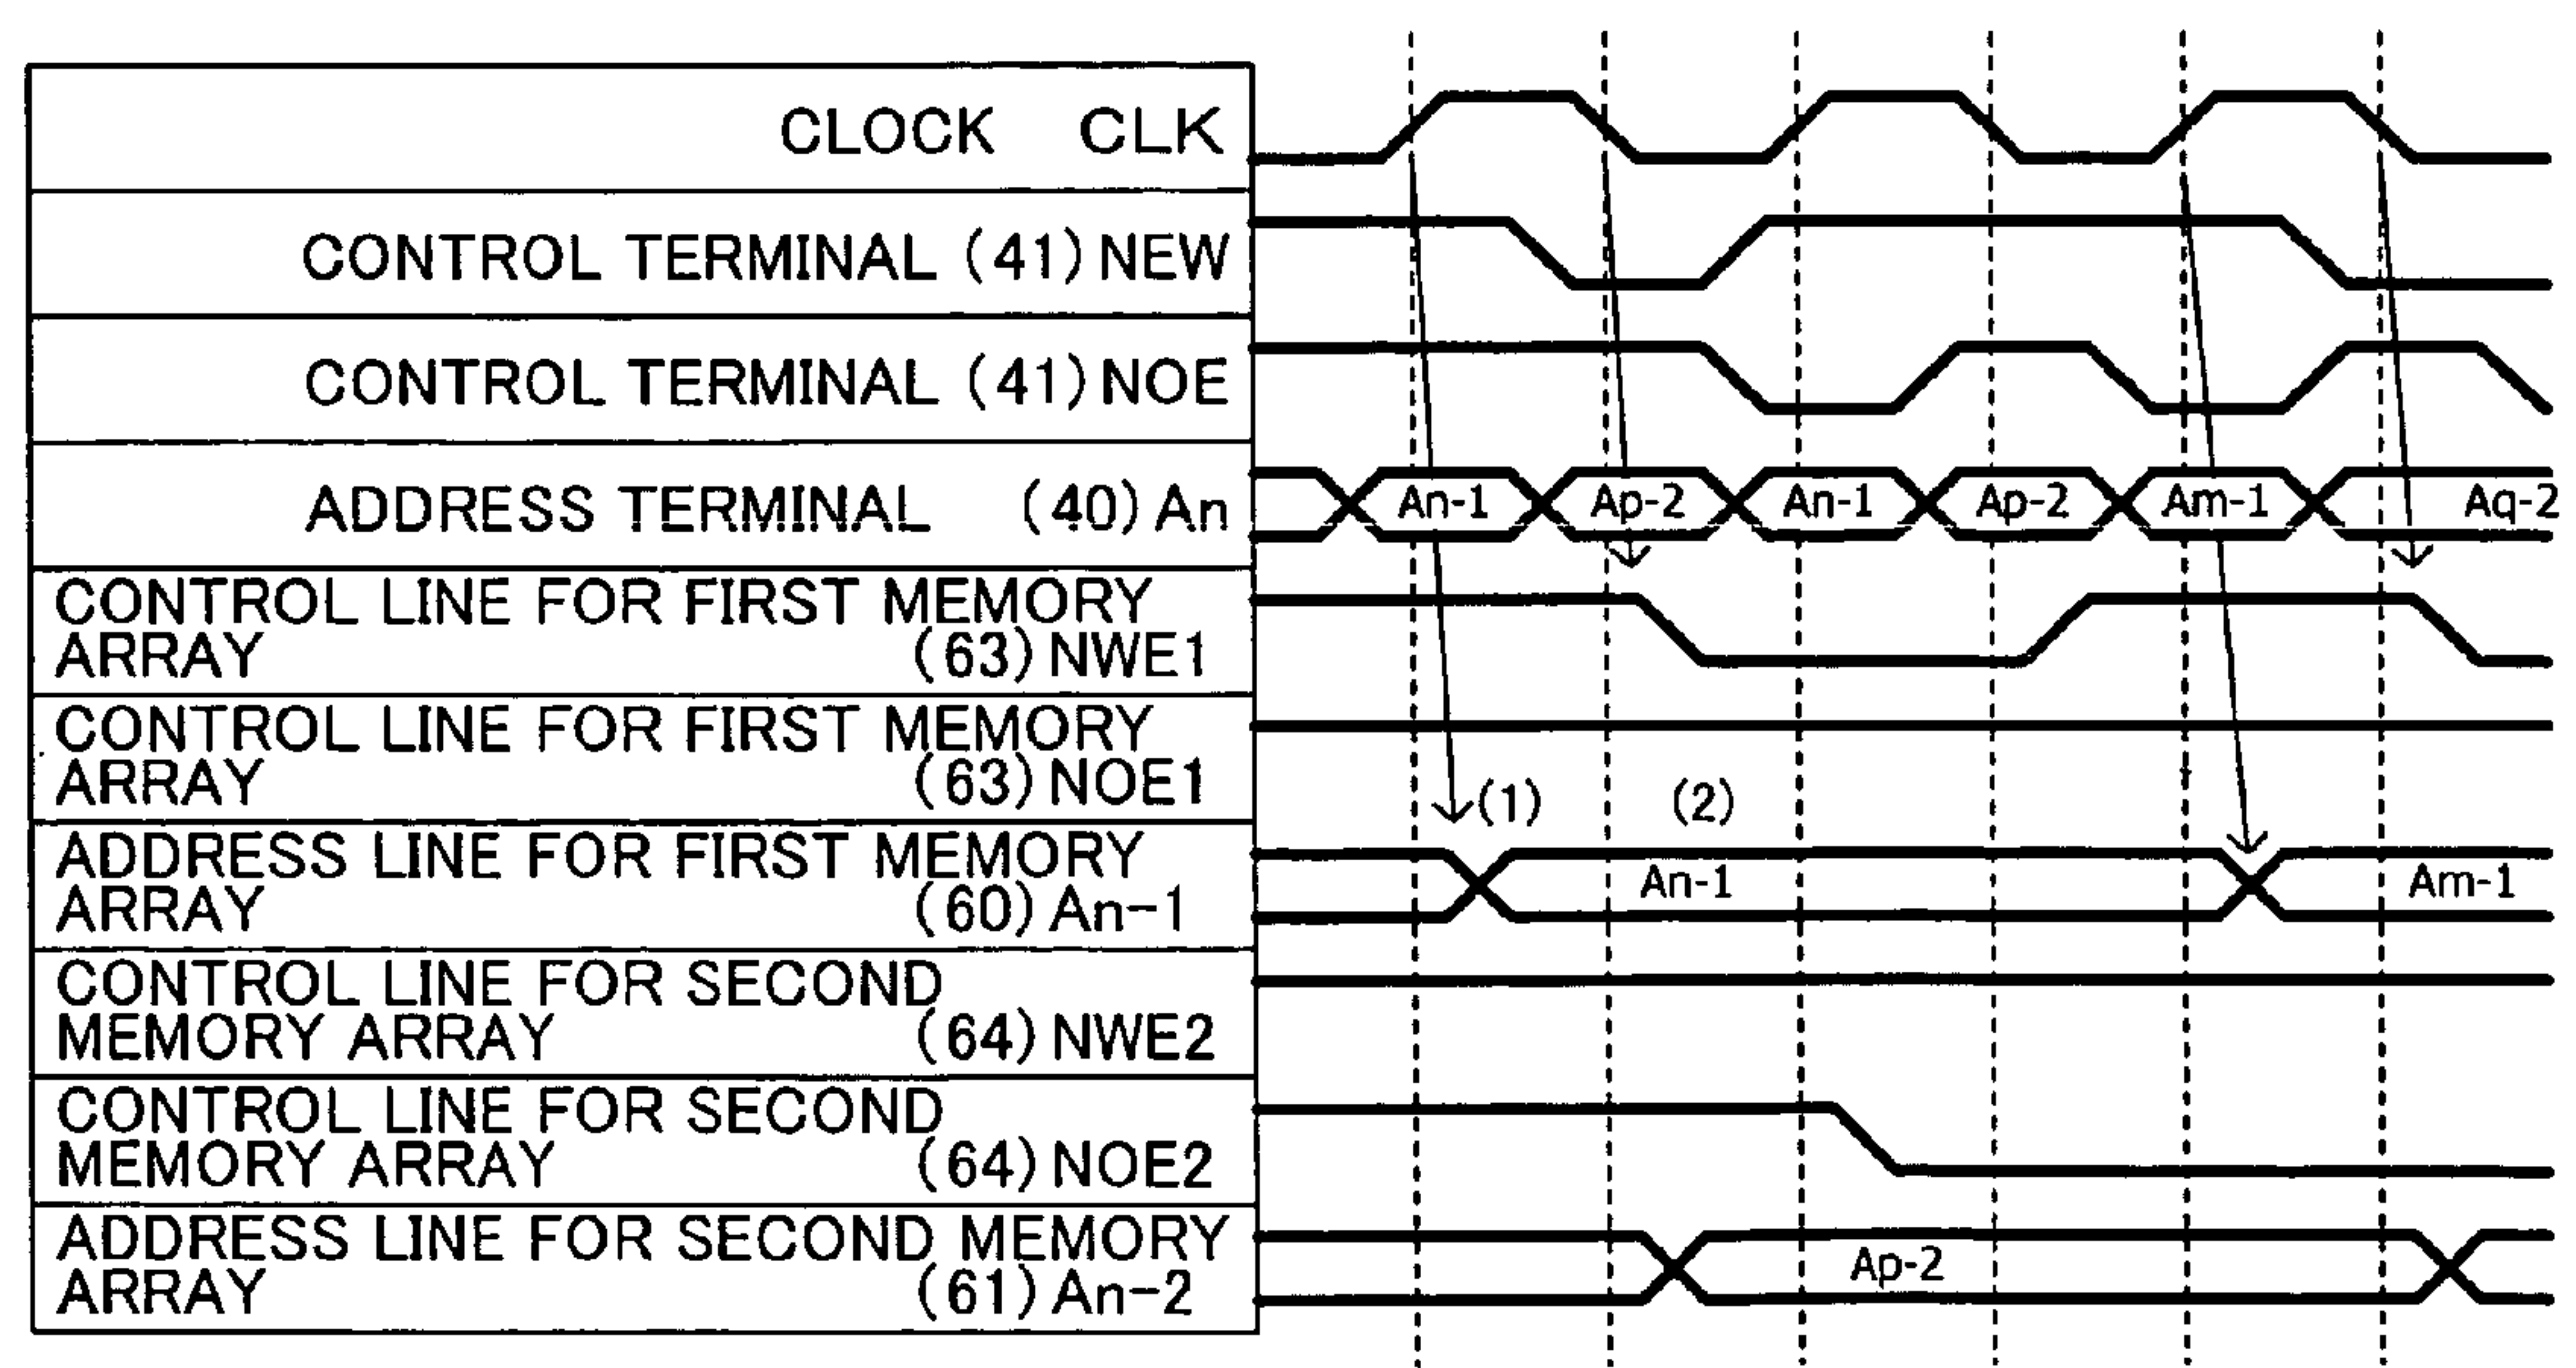 CLOCK CLK
CONTROL TERMINAL (41) NEW
CONTROL TERMINAL (41) NOE
ADDRESS TERMINAL (40) An
An-1 Ap-2 An-1 Ap-2 Am-1 Aq-2
CONTROL LINE FOR FIRST MEMORY
ARRAY (63) NWE1
CONTROL LINE FOR FIRST MEMORY
ARRAY (63) NOE1
(1) (2)
ADDRESS LINE FOR FIRST MEMORY
ARRAY (60) An-1
An-1 Am-1
CONTROL LINE FOR SECOND
MEMORY ARRAY (64) NWE2
CONTROL LINE FOR SECOND
MEMORY ARRAY (64) NOE2
ADDRESS LINE FOR SECOND MEMORY
ARRAY (61) An-2
Ap-2